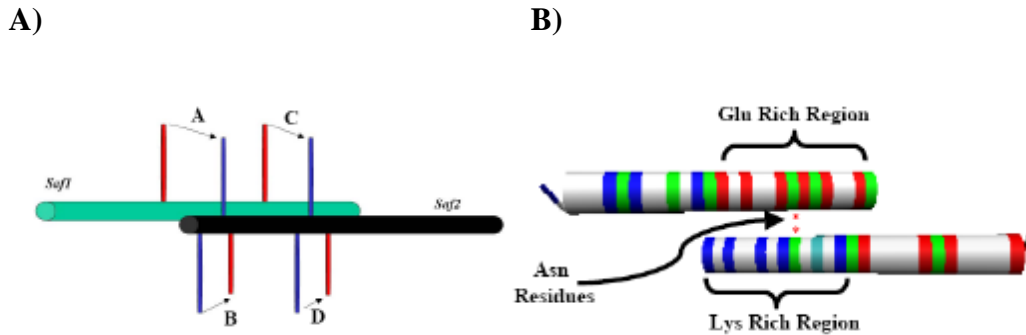 A)
B)
A
C
Saf1
Saf2
B
D
Glu Rich Region
Asn
Residues
Lys Rich Region